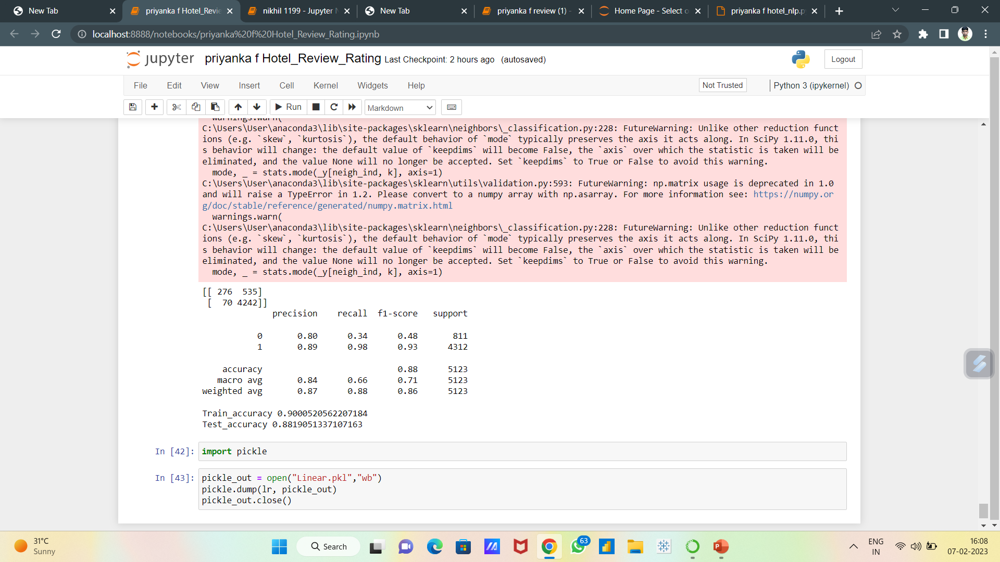 New Tab
priyanka f Hotel_Revie
nikhil 1199 - Jupyter N
New Tab
priyanka f review (1) -
Home Page - Select o
priyanka f hotel_nlp.p
localhost:8888/notebooks/priyanka%20f%20Hotel_Review_Rating.ipynb
jupyter priyanka f Hotel_Review_Rating Last Checkpoint: 2 hours ago (autosaved)
Logout
File Edit View Insert Cell Kernel Widgets Help
Not Trusted
Python 3 (ipykernel)
Run
Markdown
warnings.warn(
C:\Users\User\anaconda3\lib\site-packages\sklearn\neighbors\_classification.py:228: FutureWarning: Unlike other reduction funct
ions (e.g. `skew`, `kurtosis`), the default behavior of `mode` typically preserves the axis it acts along. In SciPy 1.11.0, thi
s behavior will change: the default value of `keepdims` will become False, the `axis` over which the statistic is taken will be
eliminated, and the value None will no longer be accepted. Set `keepdims` to True or False to avoid this warning.
mode, _ = stats.mode(_y[neigh_ind, k], axis=1)
C:\Users\User\anaconda3\lib\site-packages\sklearn\utils\validation.py:593: FutureWarning: np.matrix usage is deprecated in 1.0
and will raise a TypeError in 1.2. Please convert to a numpy array with np.asarray. For more information see: https://numpy.or
g/doc/stable/reference/generated/numpy.matrix.html
warnings.warn(
C:\Users\User\anaconda3\lib\site-packages\sklearn\neighbors\_classification.py:228: FutureWarning: Unlike other reduction funct
ions (e.g. `skew`, `kurtosis`), the default behavior of `mode` typically preserves the axis it acts along. In SciPy 1.11.0, thi
s behavior will change: the default value of `keepdims` will become False, the `axis` over which the statistic is taken will be
eliminated, and the value None will no longer be accepted. Set `keepdims` to True or False to avoid this warning.
mode, _ = stats.mode(_y[neigh_ind, k], axis=1)
[[ 276 535]
[ 70 4242]]
precision recall f1-score support
0 0.80 0.34 0.48 811
1 0.89 0.98 0.93 4312
accuracy 0.88 5123
macro avg 0.84 0.66 0.71 5123
weighted avg 0.87 0.88 0.86 5123
Train_accuracy 0.9000520562207184
Test_accuracy 0.8819051337107163
In [42]: import pickle
In [43]: pickle_out = open("Linear.pkl","wb")
pickle.dump(lr, pickle_out)
pickle_out.close()
31°C
Sunny
Search
63
ENG
IN
16:08
07-02-2023